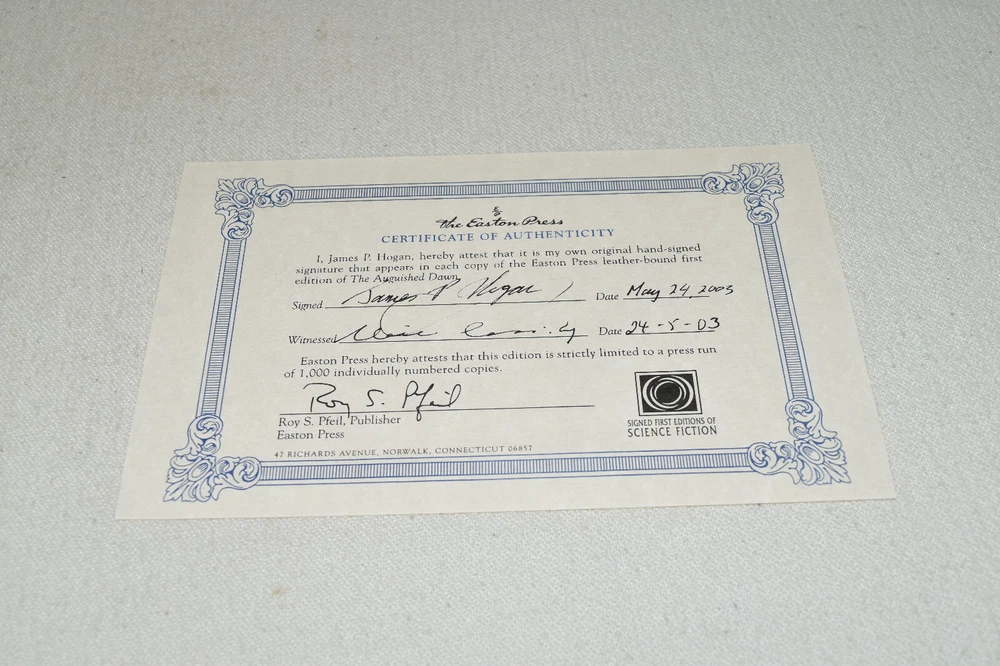 The Easton Press
CERTIFICATE OF AUTHENTICITY
I, James P. Hogan, hereby attest that it is my own original hand-signed
signature that appears in each copy of the Easton Press leather-bound first
edition of The Anguished Dawn.
Signed James P Hogan Date May 24, 2003
Witnessed Date 24-5-03
Easton Press hereby attests that this edition is strictly limited to a press run
of 1,000 individually numbered copies.
Roy S. Pfeil
Roy S. Pfeil, Publisher
Easton Press
47 RICHARDS AVENUE, NORWALK, CONNECTICUT 06857
SIGNED FIRST EDITIONS OF
SCIENCE FICTION